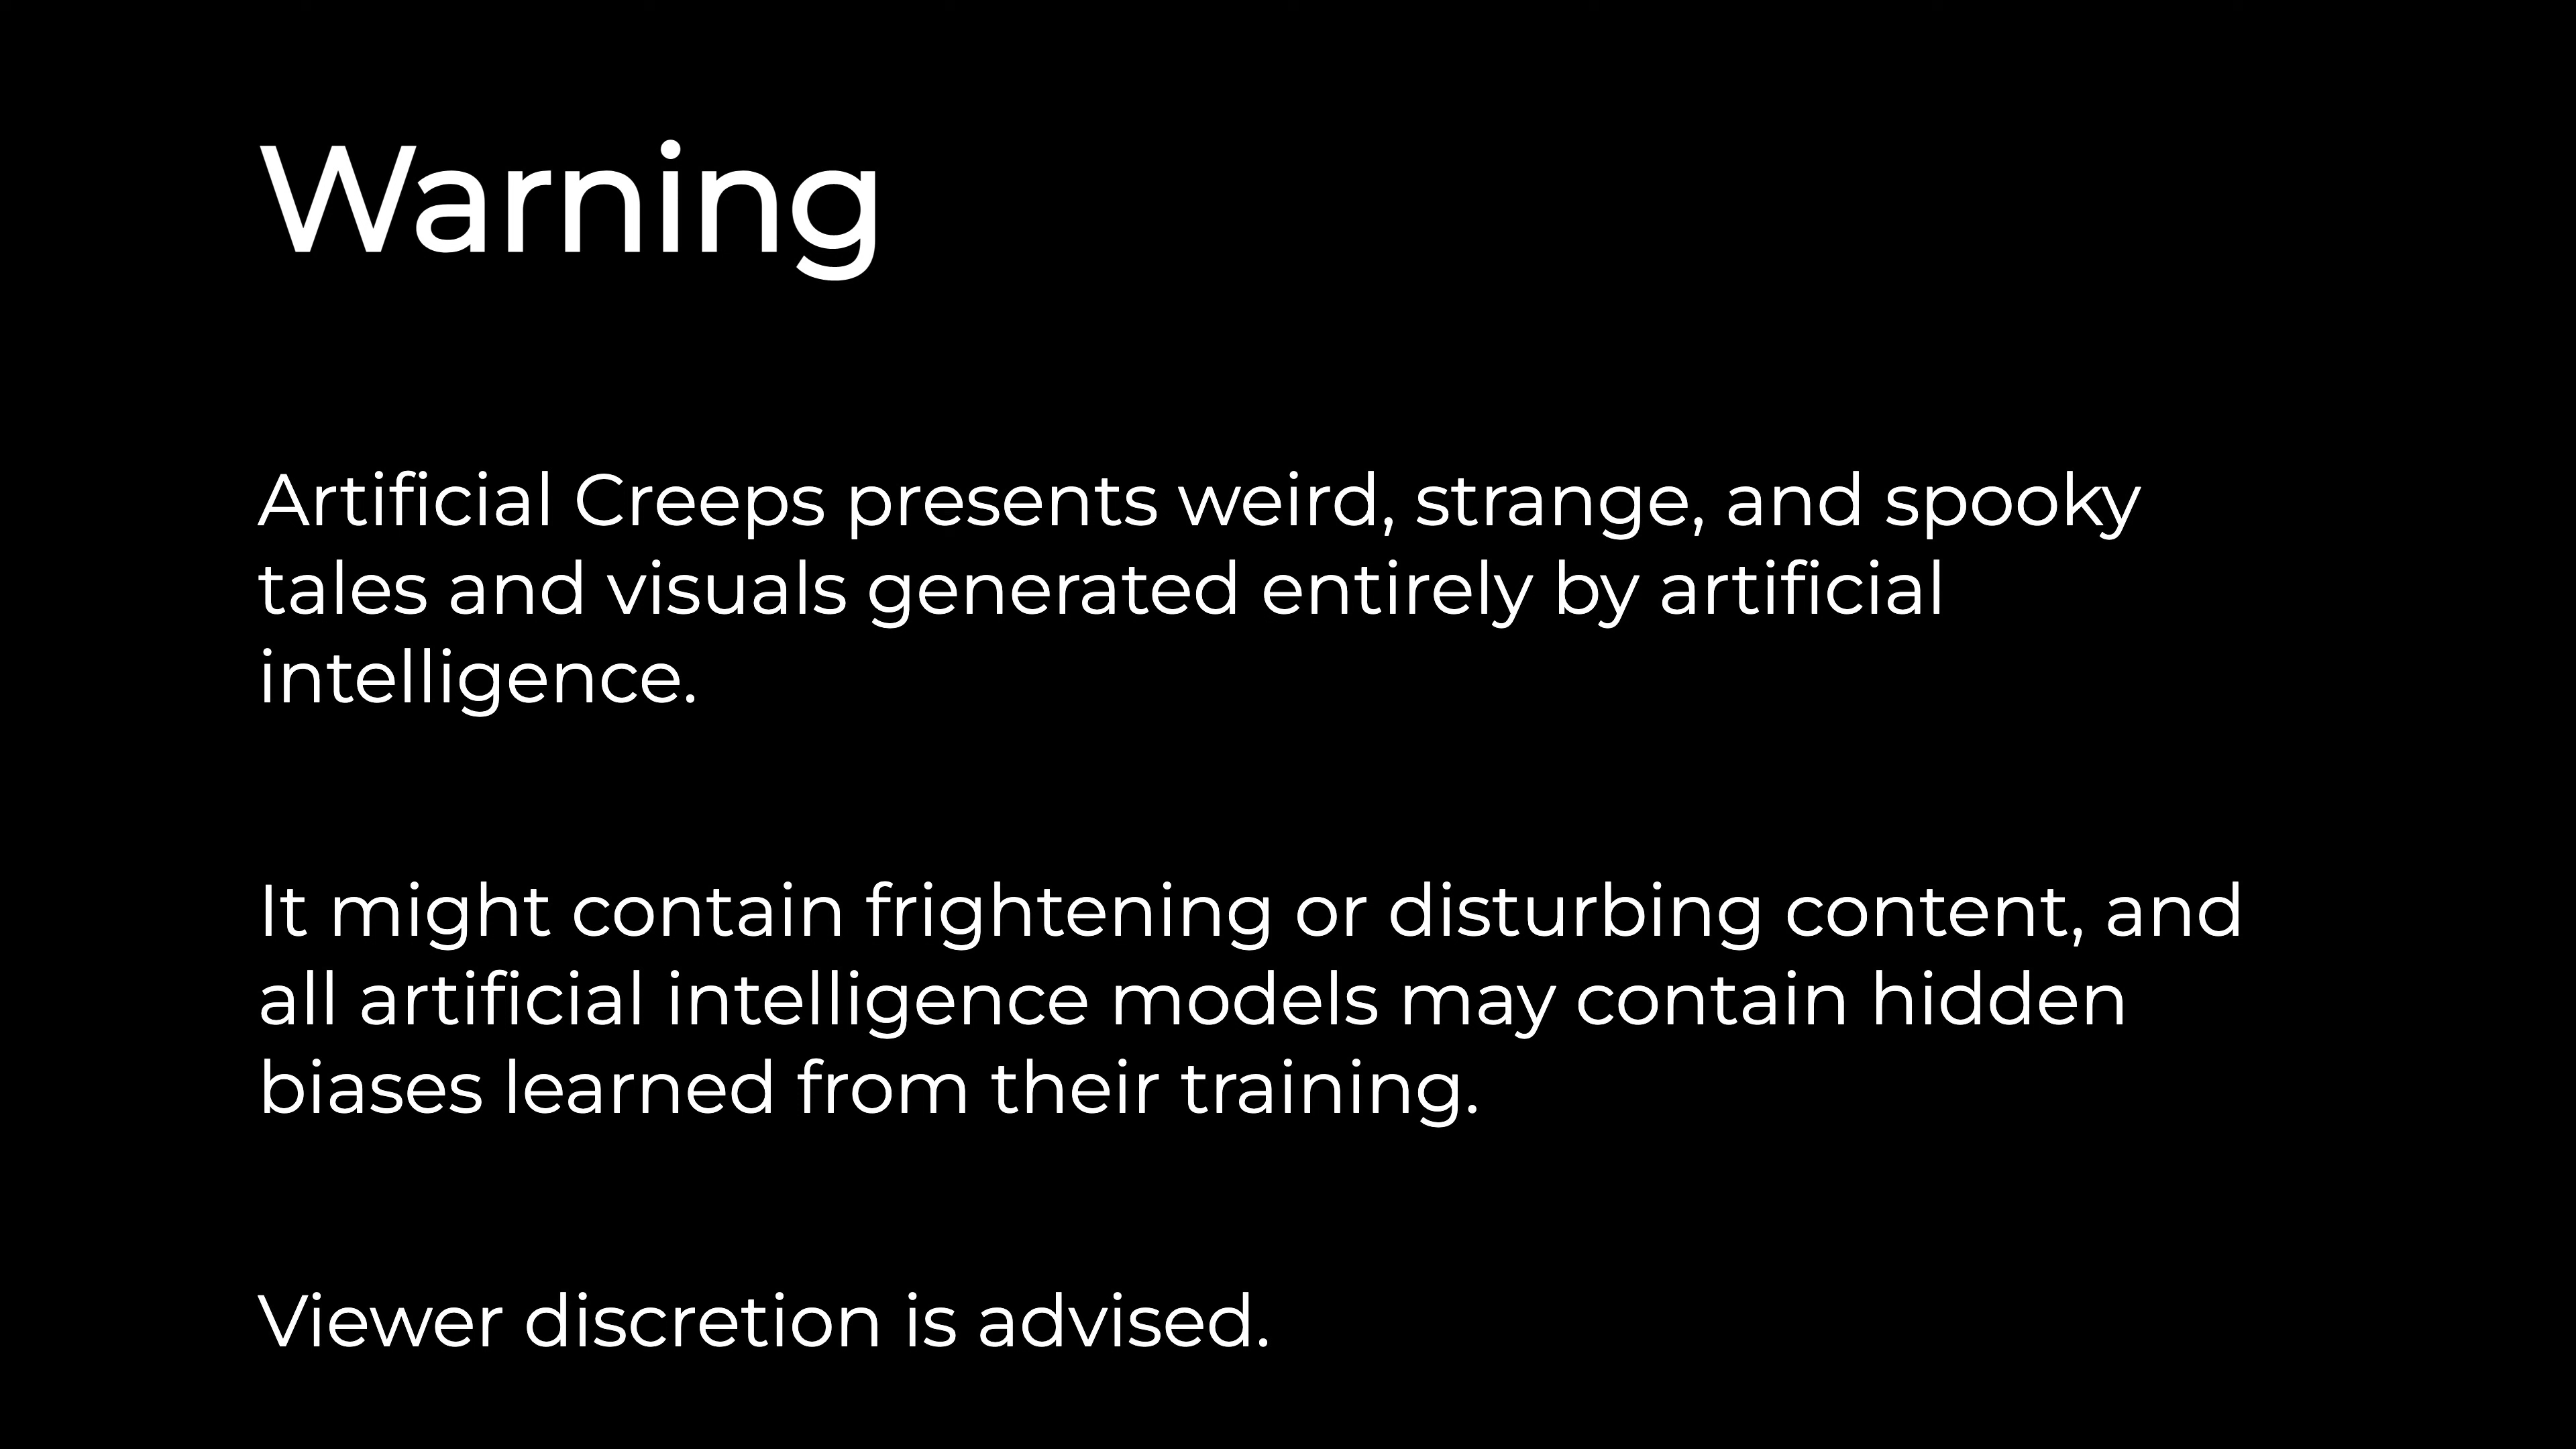 Warning
Artificial Creeps presents weird, strange, and spooky
tales and visuals generated entirely by artificial
intelligence.
It might contain frightening or disturbing content, and
all artificial intelligence models may contain hidden
biases learned from their training.
Viewer discretion is advised.